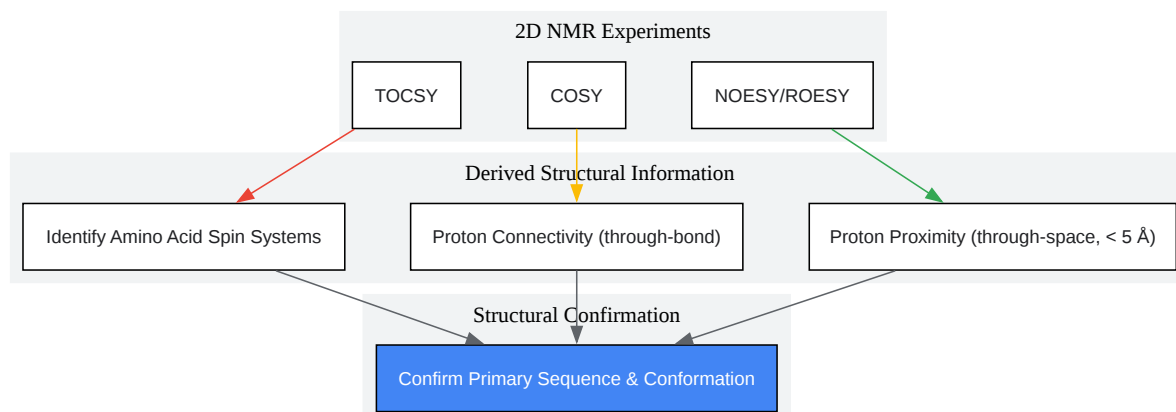 2D NMR Experiments
TOCSY
COSY
NOESY/ROESY
Derived Structural Information
Identify Amino Acid Spin Systems
Proton Connectivity (through-bond)
Proton Proximity (through-space, < 5 Å)
Structural Confirmation
Confirm Primary Sequence & Conformation